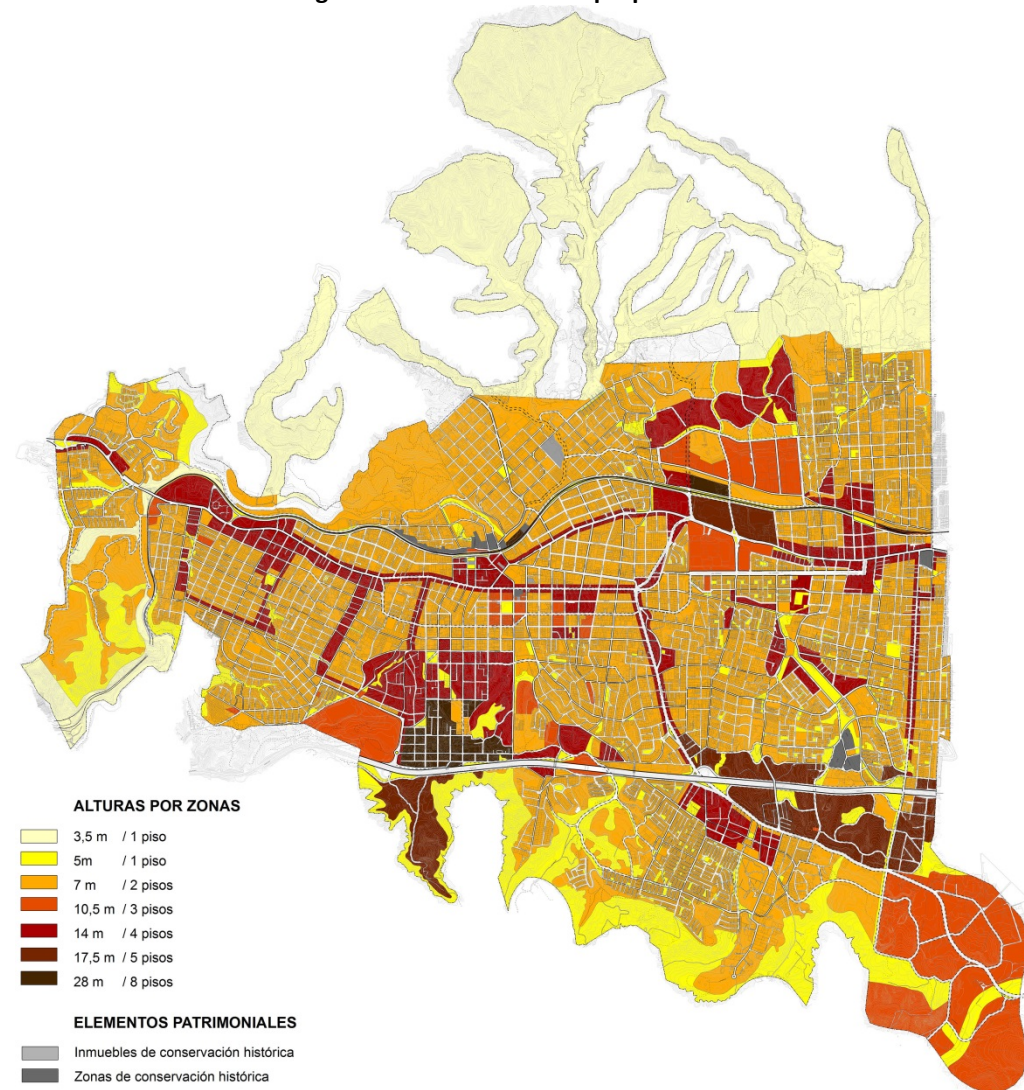 ALTURAS POR ZONAS
3,5 m / 1 piso
5m / 1 piso
7 m / 2 pisos
10,5 m / 3 pisos
14 m / 4 pisos
17,5 m / 5 pisos
28 m / 8 pisos
ELEMENTOS PATRIMONIALES
Inmuebles de conservación histórica
Zonas de conservación histórica